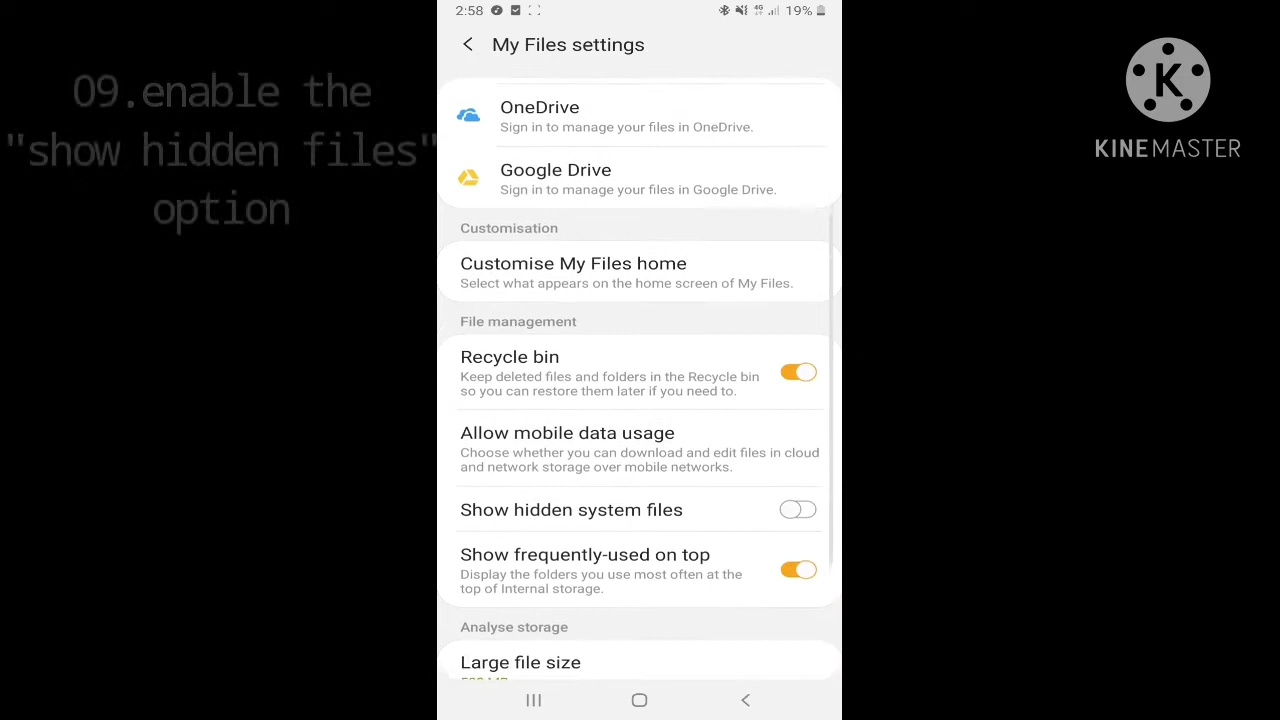 09.enable the
"show hidden files"
option
2:58
4G
19%
My Files settings
OneDrive
Sign in to manage your files in OneDrive.
Google Drive
Sign in to manage your files in Google Drive.
Customisation
Customise My Files home
Select what appears on the home screen of My Files.
File management
Recycle bin
Keep deleted files and folders in the Recycle bin
so you can restore them later if you need to.
Allow mobile data usage
Choose whether you can download and edit files in cloud
and network storage over mobile networks.
Show hidden system files
Show frequently-used on top
Display the folders you use most often at the
top of Internal storage.
Analyse storage
Large file size
K
KINEMASTER